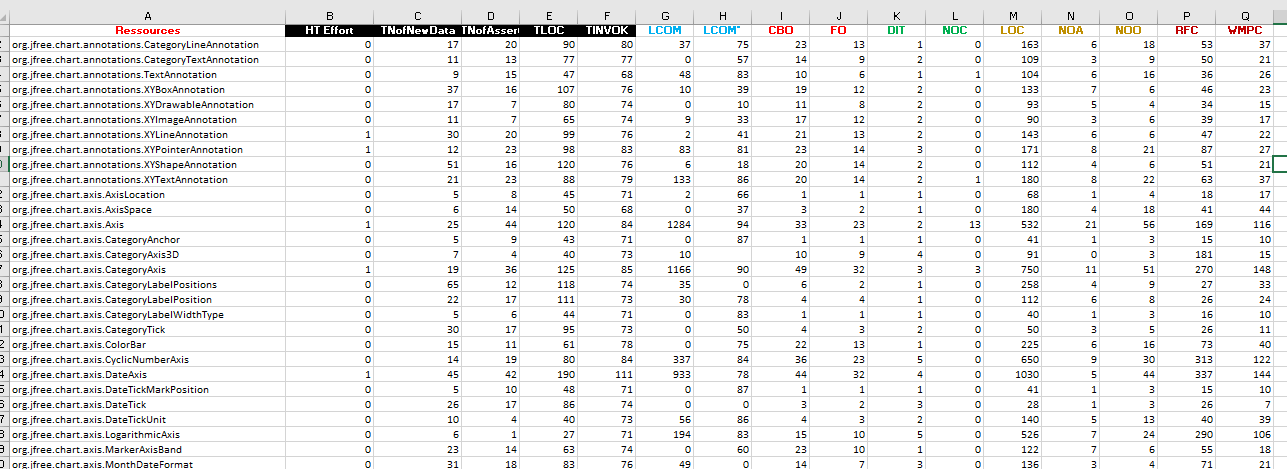 A B C D E F G H I J K L M N O P Q
Ressources HT Effort TNofNewData TNofAssert TLOC TINVOK LCOM LCOM* CBO FO DIT NOC LOC NOA NOO RFC WMPC
org.jfree.chart.annotations.CategoryLineAnnotation 0 17 20 90 80 37 75 23 13 1 0 163 6 18 53 37
org.jfree.chart.annotations.CategoryTextAnnotation 0 11 13 77 77 0 57 14 9 2 0 109 3 9 50 21
org.jfree.chart.annotations.TextAnnotation 0 9 15 47 68 48 83 10 6 1 1 104 6 16 36 26
org.jfree.chart.annotations.XYBoxAnnotation 0 37 16 107 76 10 39 19 12 2 0 133 7 6 46 23
org.jfree.chart.annotations.XYDrawableAnnotation 0 17 7 80 74 0 10 11 8 2 0 93 5 4 34 15
org.jfree.chart.annotations.XYImageAnnotation 0 11 7 65 74 9 33 17 12 2 0 90 3 6 39 17
org.jfree.chart.annotations.XYLineAnnotation 1 30 20 99 76 2 41 21 13 2 0 143 6 6 47 22
org.jfree.chart.annotations.XYPointerAnnotation 1 12 23 98 83 83 81 23 14 3 0 171 8 21 87 27
org.jfree.chart.annotations.XYShapeAnnotation 0 51 16 120 76 6 18 20 14 2 0 112 4 6 51 21
org.jfree.chart.annotations.XYTextAnnotation 0 21 23 88 79 133 86 20 14 2 1 180 8 22 63 37
org.jfree.chart.axis.AxisLocation 0 5 8 45 71 2 66 1 1 1 0 68 1 4 18 17
org.jfree.chart.axis.AxisSpace 0 6 14 50 68 0 37 3 2 1 0 180 4 18 41 44
org.jfree.chart.axis.Axis 1 25 44 120 84 1284 94 33 23 2 13 532 21 56 169 116
org.jfree.chart.axis.CategoryAnchor 0 5 9 43 71 0 87 1 1 1 0 41 1 3 15 10
org.jfree.chart.axis.CategoryAxis3D 0 7 4 40 73 10 10 9 4 0 91 0 3 181 15
org.jfree.chart.axis.CategoryAxis 1 19 36 125 85 1166 90 49 32 3 3 750 11 51 270 148
org.jfree.chart.axis.CategoryLabelPositions 0 65 12 118 74 35 0 6 2 1 0 258 4 9 27 33
org.jfree.chart.axis.CategoryLabelPosition 0 22 17 111 73 30 78 4 4 1 0 112 6 8 26 24
org.jfree.chart.axis.CategoryLabelWidthType 0 5 6 44 71 0 83 1 1 1 0 40 1 3 16 10
org.jfree.chart.axis.CategoryTick 0 30 17 95 73 0 50 4 3 2 0 50 3 5 26 11
org.jfree.chart.axis.ColorBar 0 15 11 61 78 0 75 22 13 1 0 225 6 16 73 40
org.jfree.chart.axis.CyclicNumberAxis 0 14 19 80 84 337 84 36 23 5 0 650 9 30 313 122
org.jfree.chart.axis.DateAxis 1 45 42 190 111 933 78 44 32 4 0 1030 5 44 337 144
org.jfree.chart.axis.DateTickMarkPosition 0 5 10 48 71 0 87 1 1 1 0 41 1 3 15 10
org.jfree.chart.axis.DateTick 0 26 17 86 74 0 0 3 2 3 0 28 1 3 26 7
org.jfree.chart.axis.DateTickUnit 0 10 4 40 73 56 86 4 3 2 0 140 5 13 40 39
org.jfree.chart.axis.LogarithmicAxis 0 6 1 27 71 194 83 15 10 5 0 526 7 24 290 106
org.jfree.chart.axis.MarkerAxisBand 0 23 14 63 74 0 60 23 10 1 0 122 7 6 55 18
org.jfree.chart.axis.MonthDateFormat 0 31 18 83 76 49 0 14 7 3 0 136 3 4 71 21